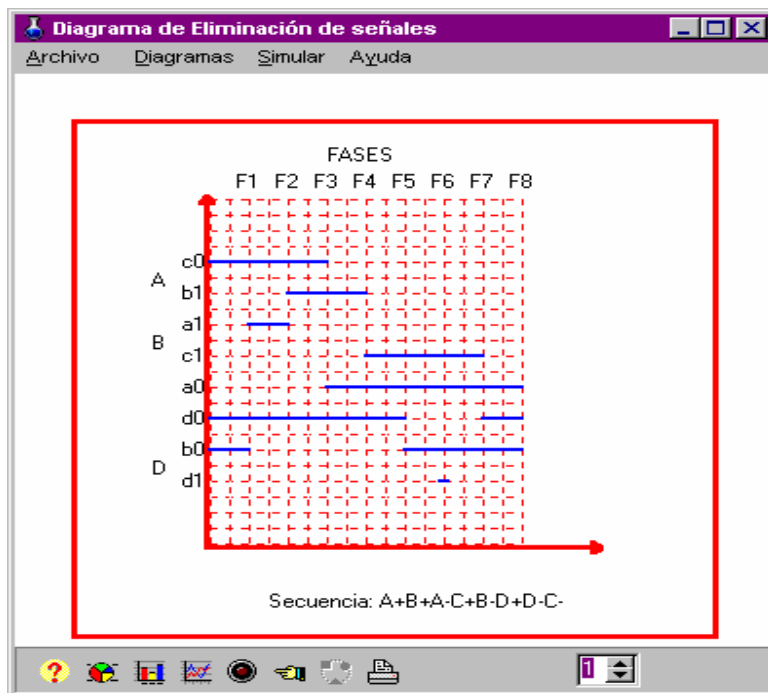 Diagrama de Eliminación de señales
Archivo Diagramas Simular Ayuda
FASES
F1 F2 F3 F4 F5 F6 F7 F8
c0
A
b1
a1
B
c1
a0
d0
b0
D
d1
Secuencia: A+B+A-C+B-D+D-C-
? 1